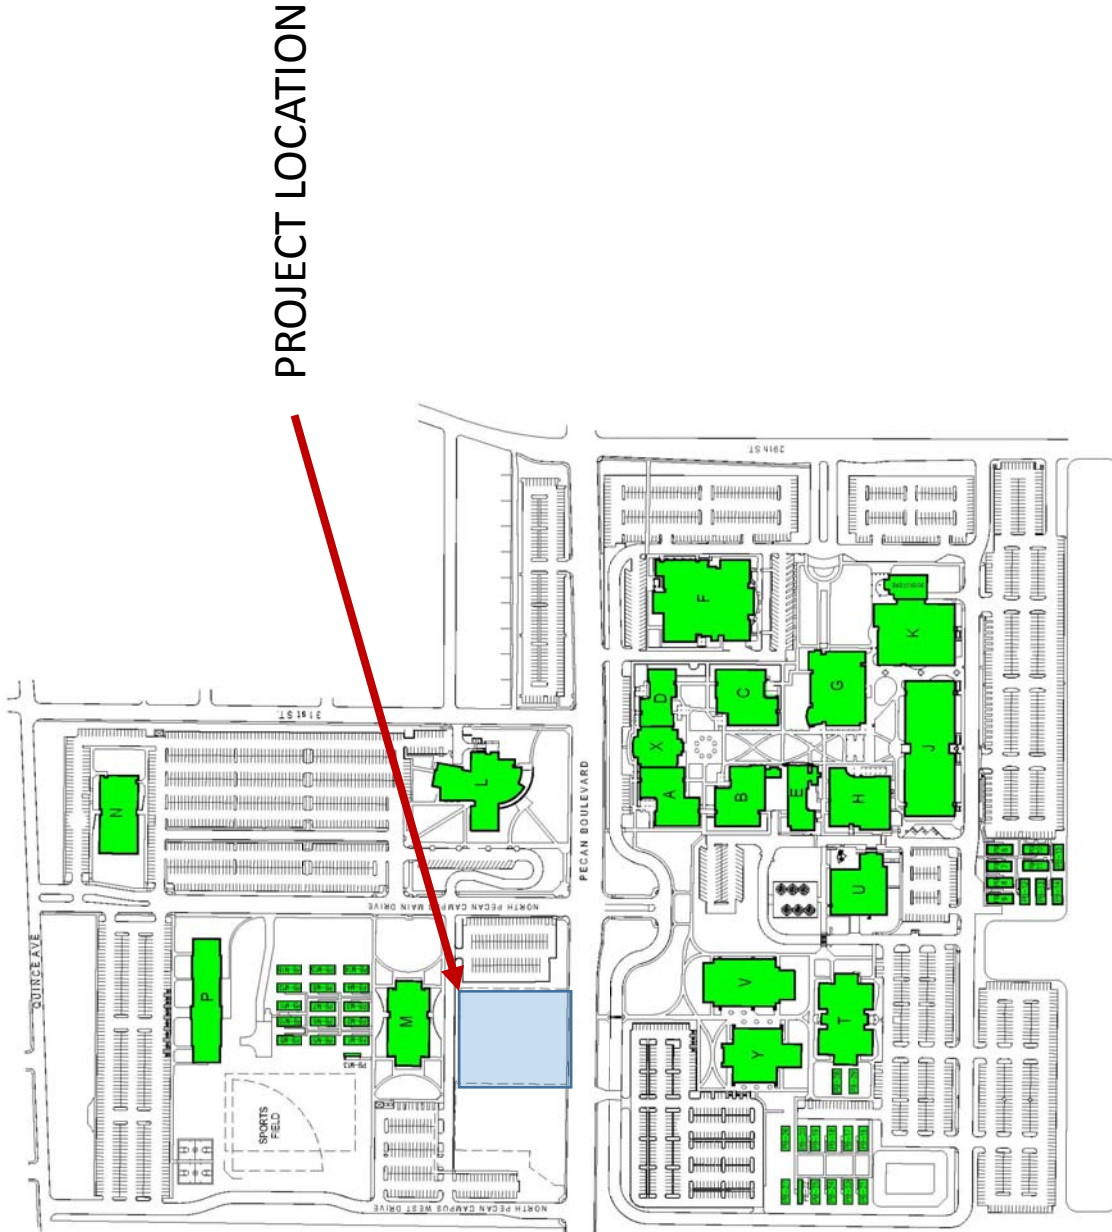 PROJECT LOCATION
QUINCE AVE
31st ST.
29th ST.
PECAN BOULEVARD
NORTH PECAN CAMPUS MAIN DRIVE
NORTH PECAN CAMPUS WEST DRIVE
SPORTS
FIELD
N
P
M
L
F
D
X
A
C
B
E
G
H
K
J
U
V
Y
T
BOOKSTORE